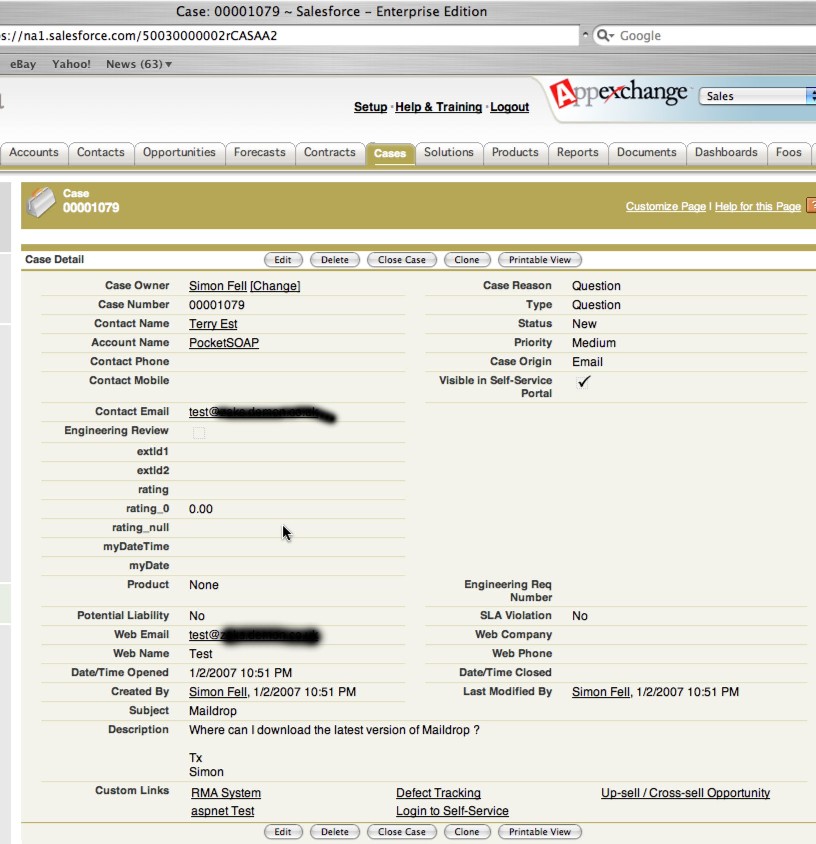 Case: 00001079 ~ Salesforce – Enterprise Edition
s://na1.salesforce.com/50030000002rCASAA2
Google
eBay Yahoo! News (63)
Setup · Help & Training · Logout
Appexchange
Sales
Accounts Contacts Opportunities Forecasts Contracts Cases Solutions Products Reports Documents Dashboards Foos
Case
00001079
Customize Page | Help for this Page ?
Case Detail Edit Delete Close Case Clone Printable View
Case Owner Simon Fell [Change] Case Reason Question
Case Number 00001079 Type Question
Contact Name Terry Est Status New
Account Name PocketSOAP Priority Medium
Contact Phone Case Origin Email
Contact Mobile Visible in Self-Service
Portal ✓
Contact Email test@
Engineering Review
extId1
extId2
rating
rating_0 0.00
rating_null
myDateTime
myDate
Product None Engineering Req
Number
Potential Liability No SLA Violation No
Web Email test@ Web Company
Web Name Test Web Phone
Date/Time Opened 1/2/2007 10:51 PM Date/Time Closed
Created By Simon Fell, 1/2/2007 10:51 PM Last Modified By Simon Fell, 1/2/2007 10:51 PM
Subject Maildrop
Description Where can I download the latest version of Maildrop ?
Tx
Simon
Custom Links RMA System Defect Tracking Up-sell / Cross-sell Opportunity
aspnet Test Login to Self-Service
Edit Delete Close Case Clone Printable View